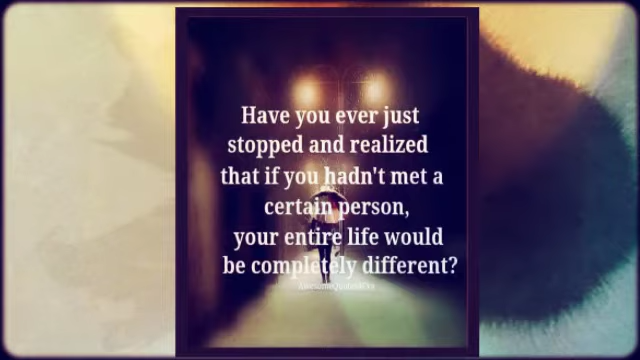 Have you ever just
stopped and realized
that if you hadn't met a
certain person,
your entire life would
be completely different?